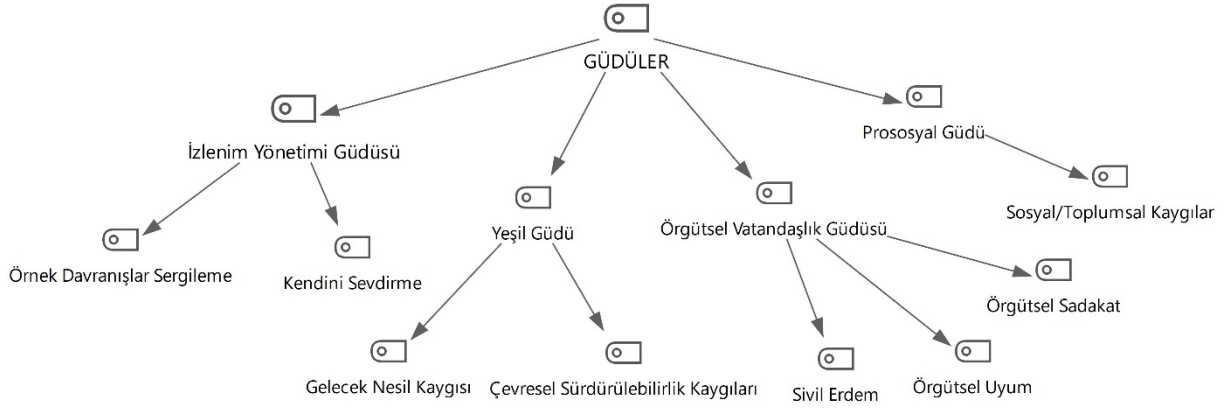 GÜDÜLER
İzlenim Yönetimi Güdüsü
Prososyal Güdü
Yeşil Güdü
Örgütsel Vatandaşlık Güdüsü
Sosyal/Toplumsal Kaygılar
Örnek Davranışlar Sergileme
Kendini Sevdirme
Örgütsel Sadakat
Gelecek Nesil Kaygısı
Çevresel Sürdürülebilirlik Kaygıları
Sivil Erdem
Örgütsel Uyum